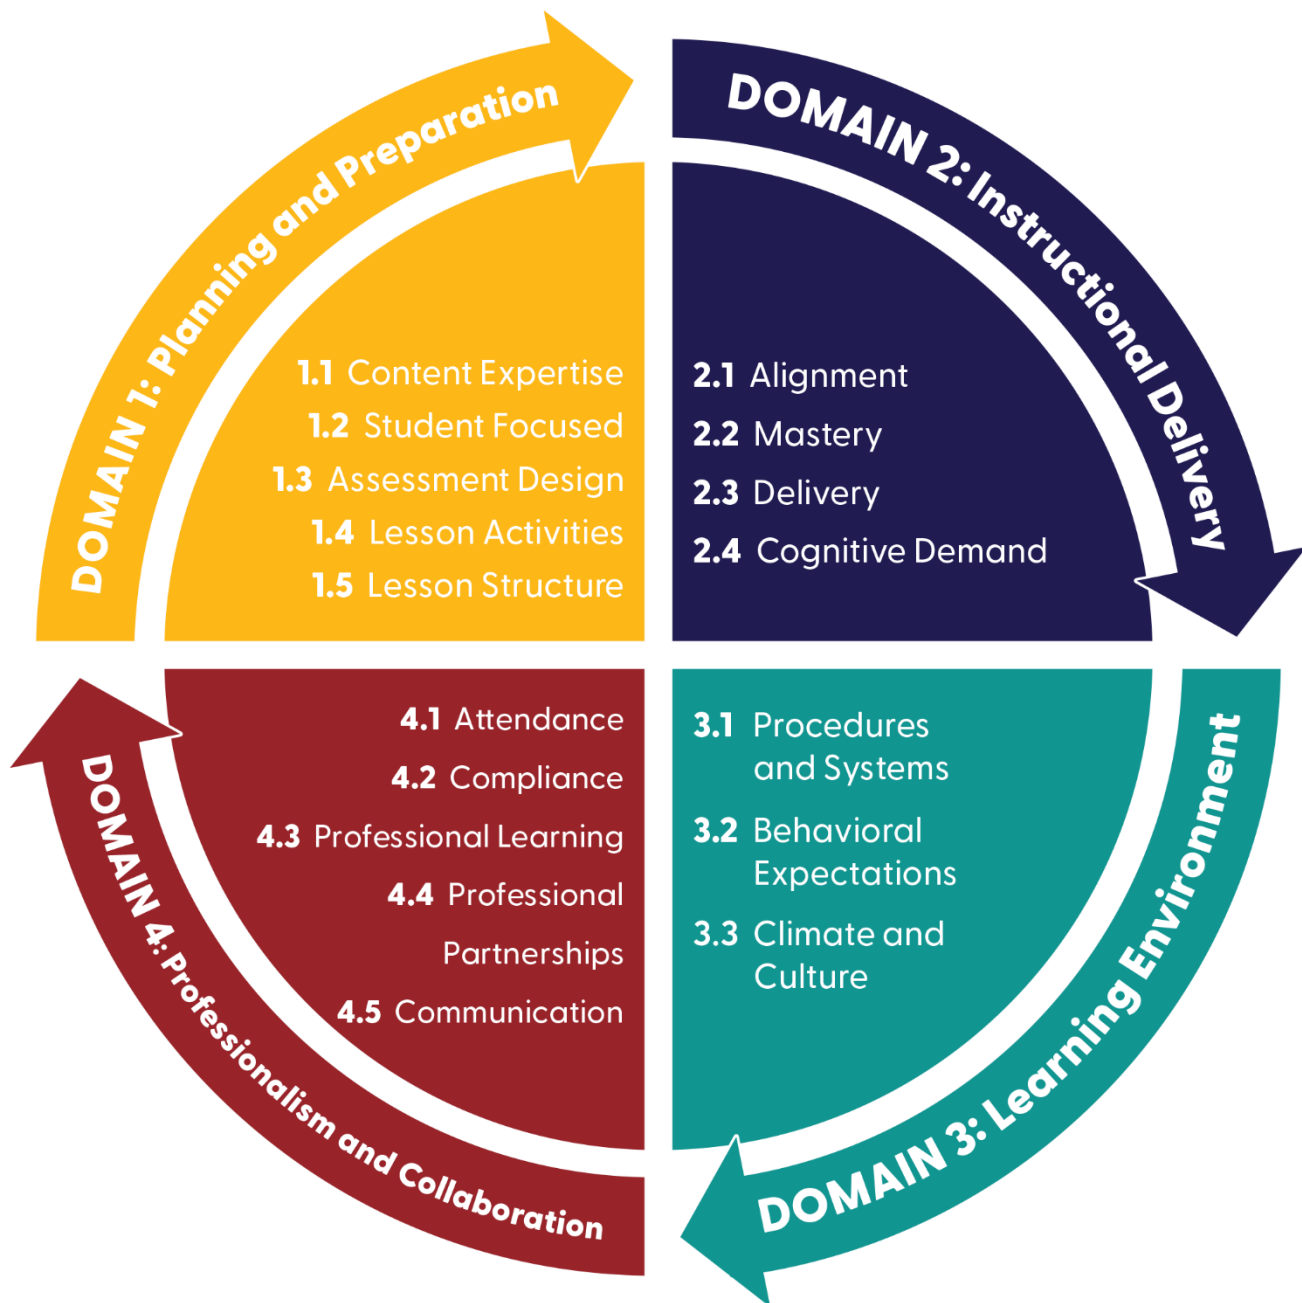 DOMAIN 1: Planning and Preparation
1.1 Content Expertise
1.2 Student Focused
1.3 Assessment Design
1.4 Lesson Activities
1.5 Lesson Structure
DOMAIN 2: Instructional Delivery
2.1 Alignment
2.2 Mastery
2.3 Delivery
2.4 Cognitive Demand
DOMAIN 3: Learning Environment
3.1 Procedures
and Systems
3.2 Behavioral
Expectations
3.3 Climate and
Culture
DOMAIN 4: Professionalism and Collaboration
4.1 Attendance
4.2 Compliance
4.3 Professional Learning
4.4 Professional
Partnerships
4.5 Communication